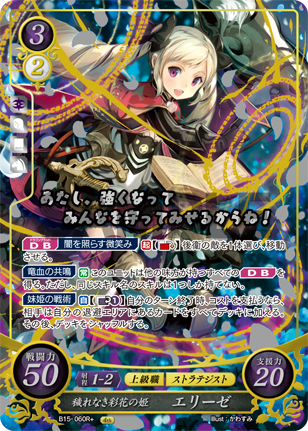 3
2
あたし、強くなって
みんなを守ってみせるからね!
DB 闇を照らす微笑み 起【】後衛の敵を1体選び、移動
させる。
竜血の共鳴 常 このユニットは他の味方が持つすべての DB
を得る。ただし、同じスキル名のスキルは1つしか持てない。
妹姫の戦術 自【】自分のターン終了時、コストを支払うなら、
相手は自分の退避エリアにあるカードをすべてデッキに加える。
その後、デッキをシャッフルする。
戦闘力
50
射程 1-2
上級職
ストラテジスト
支援力
20
穢れなき彩花の姫 エリーゼ
B15-060R+
Illust:かわすみ